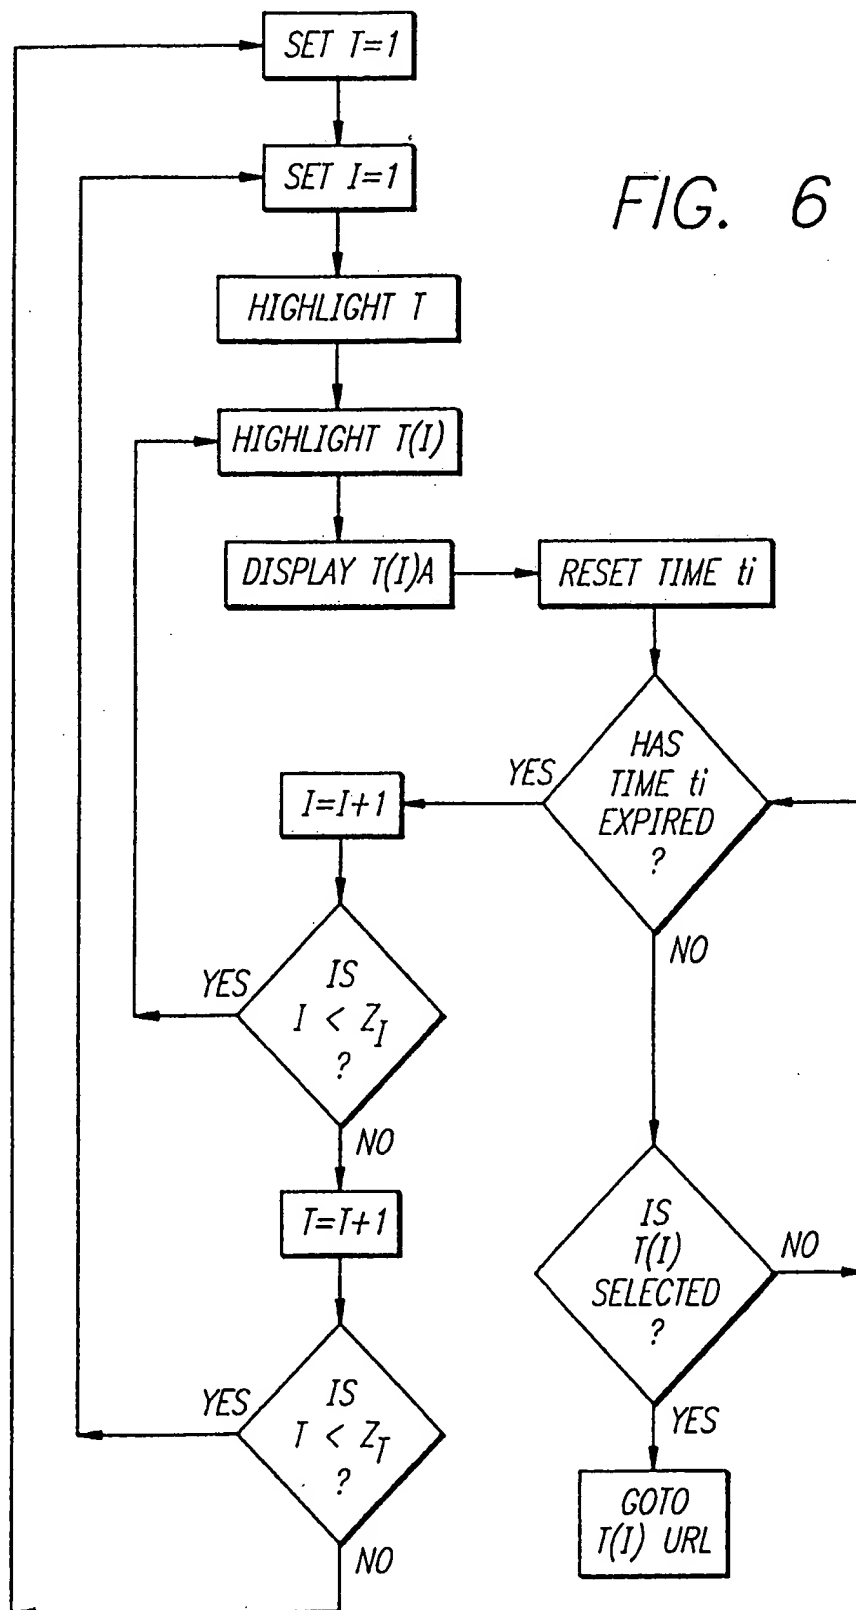 SET T=1
SET I=1
FIG. 6
HIGHLIGHT T
HIGHLIGHT T(I)
DISPLAY T(I)A
RESET TIME ti
HAS
TIME ti
EXPIRED
?
YES
NO
I=I+1
IS
I < ZI
?
YES
NO
T=T+1
IS
T(I)
SELECTED
?
NO
YES
IS
T < ZT
?
YES
NO
GOTO
T(I) URL